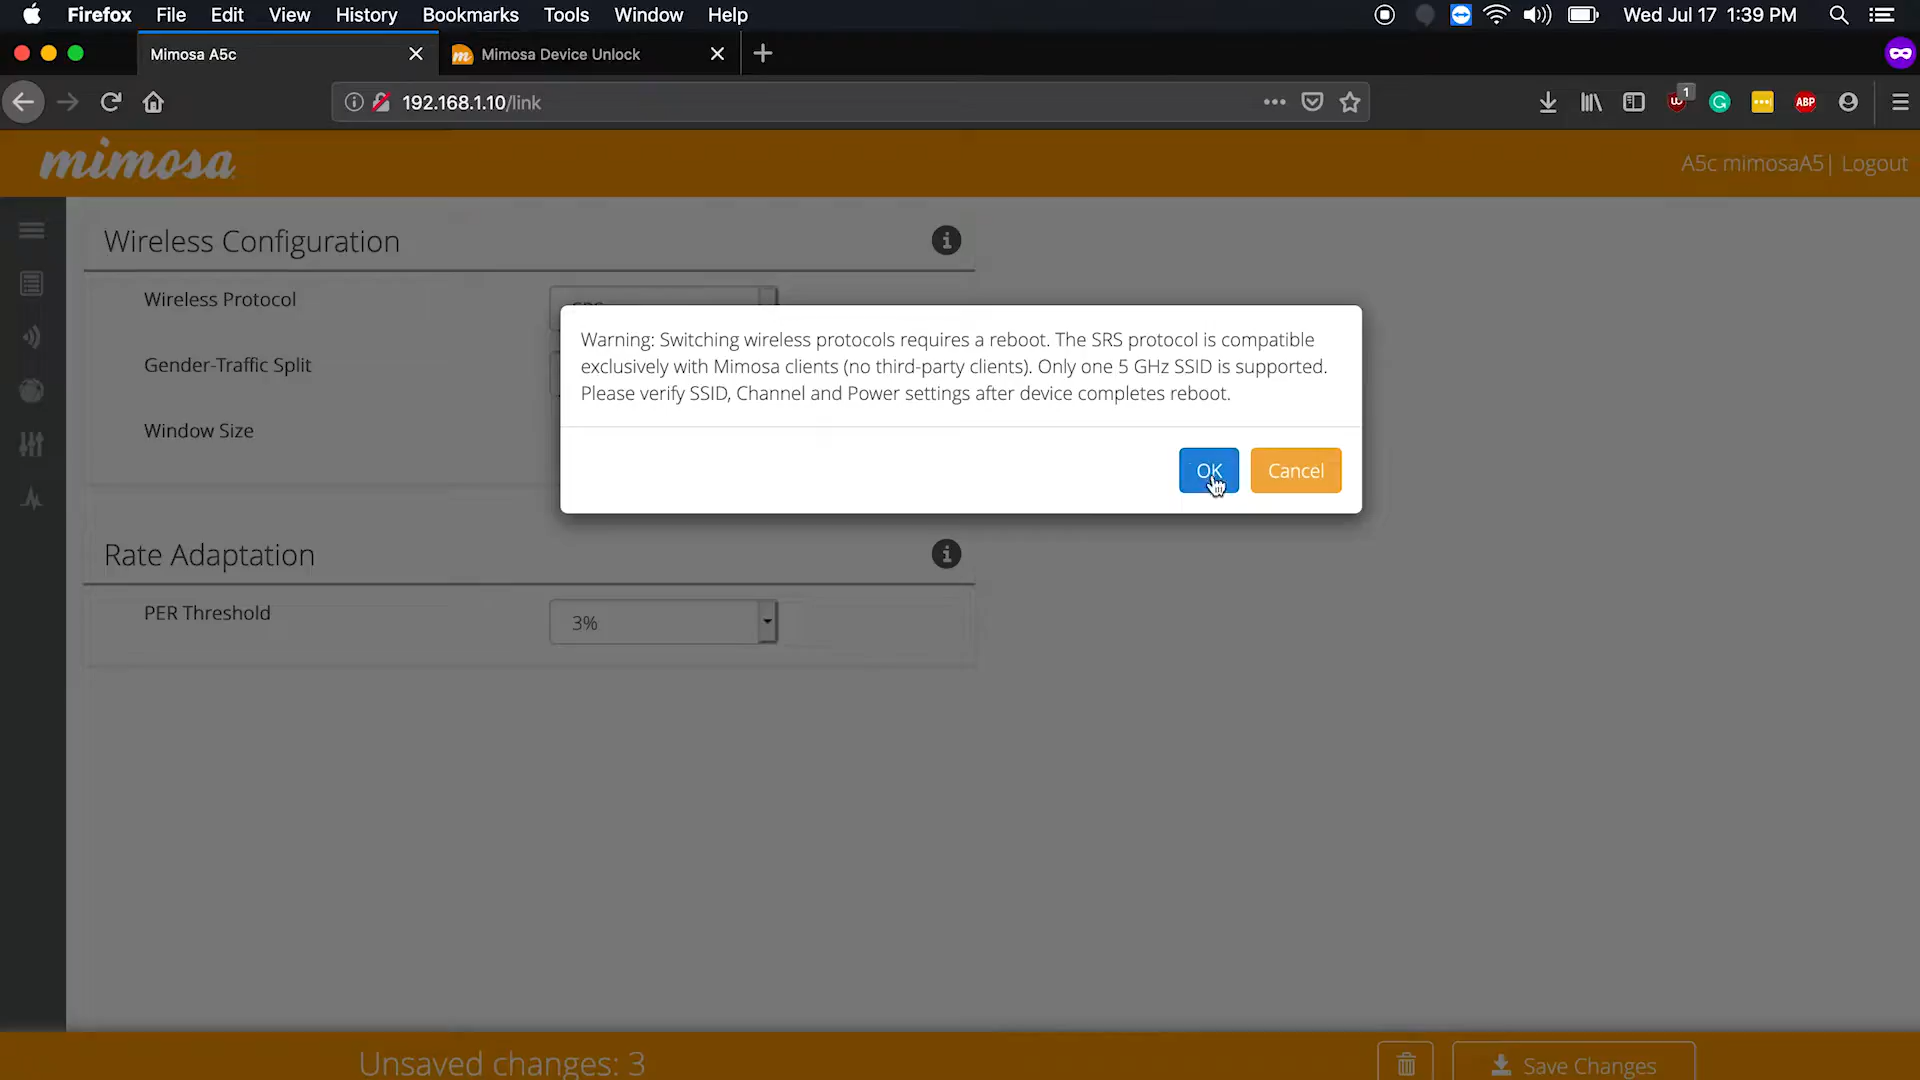 Firefox File Edit View History Bookmarks Tools Window Help Wed Jul 17 1:39 PM
Mimosa A5c
m Mimosa Device Unlock
192.168.1.10/link
1
ABP
mimosa
A5c mimosaA5| Logout
Wireless Configuration
Wireless Protocol
SRS
Gender-Traffic Split
Window Size
Warning: Switching wireless protocols requires a reboot. The SRS protocol is compatible
exclusively with Mimosa clients (no third-party clients). Only one 5 GHz SSID is supported.
Please verify SSID, Channel and Power settings after device completes reboot.
OK
Cancel
Rate Adaptation
PER Threshold
3%
Unsaved changes: 3
Save Changes